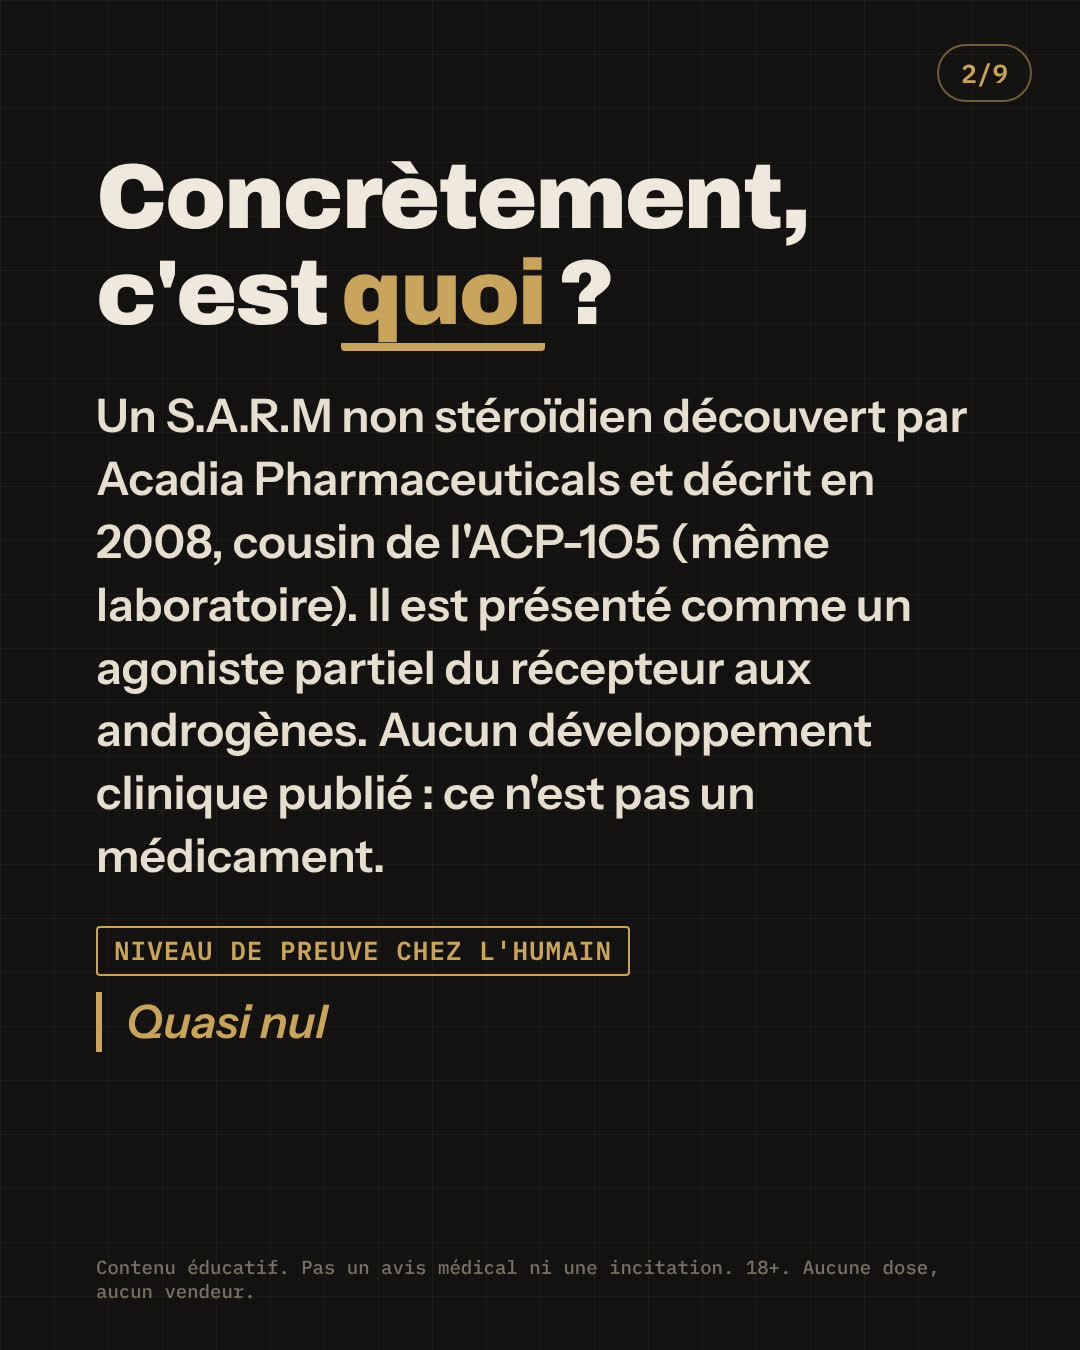 2/9
Concrètement,
c'est quoi ?
Un S.A.R.M non stéroïdien découvert par
Acadia Pharmaceuticals et décrit en
2008, cousin de l'ACP-105 (même
laboratoire). Il est présenté comme un
agoniste partiel du récepteur aux
androgènes. Aucun développement
clinique publié : ce n'est pas un
médicament.
NIVEAU DE PREUVE CHEZ L'HUMAIN
Quasi nul
Contenu éducatif. Pas un avis médical ni une incitation. 18+. Aucune dose,
aucun vendeur.